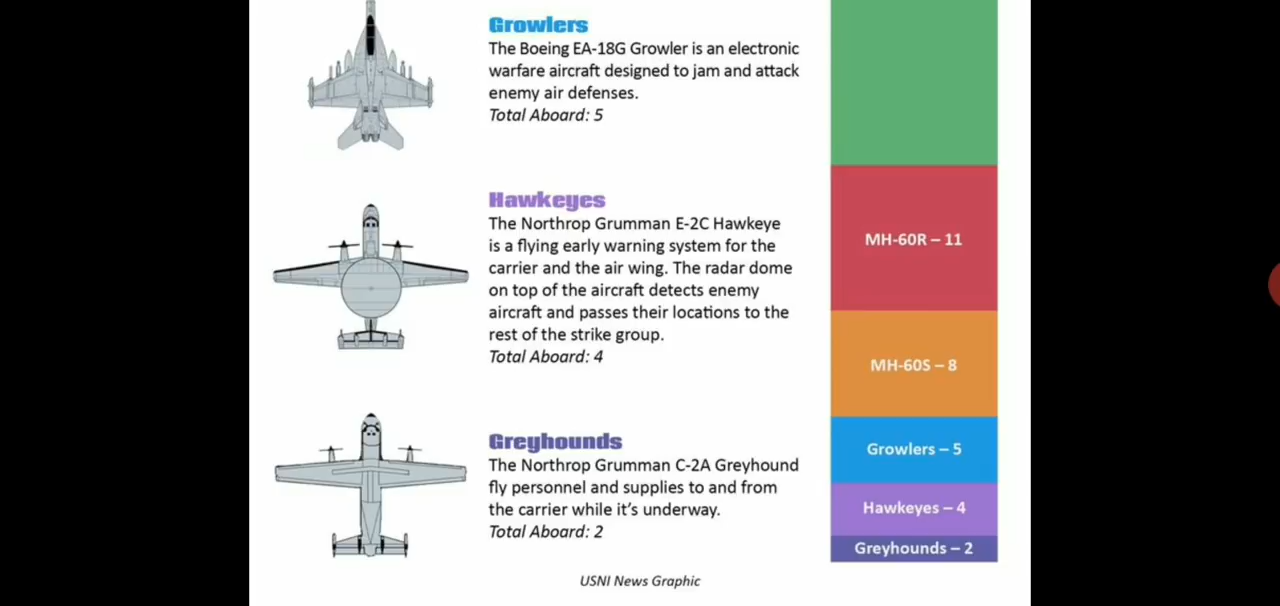 Growlers
The Boeing EA-18G Growler is an electronic
warfare aircraft designed to jam and attack
enemy air defenses.
Total Aboard: 5
Hawkeyes
The Northrop Grumman E-2C Hawkeye
is a flying early warning system for the
carrier and the air wing. The radar dome
on top of the aircraft detects enemy
aircraft and passes their locations to the
rest of the strike group.
Total Aboard: 4
Greyhounds
The Northrop Grumman C-2A Greyhound
fly personnel and supplies to and from
the carrier while it's underway.
Total Aboard: 2
MH-60R – 11
MH-60S – 8
Growlers – 5
Hawkeyes – 4
Greyhounds – 2
USNI News Graphic